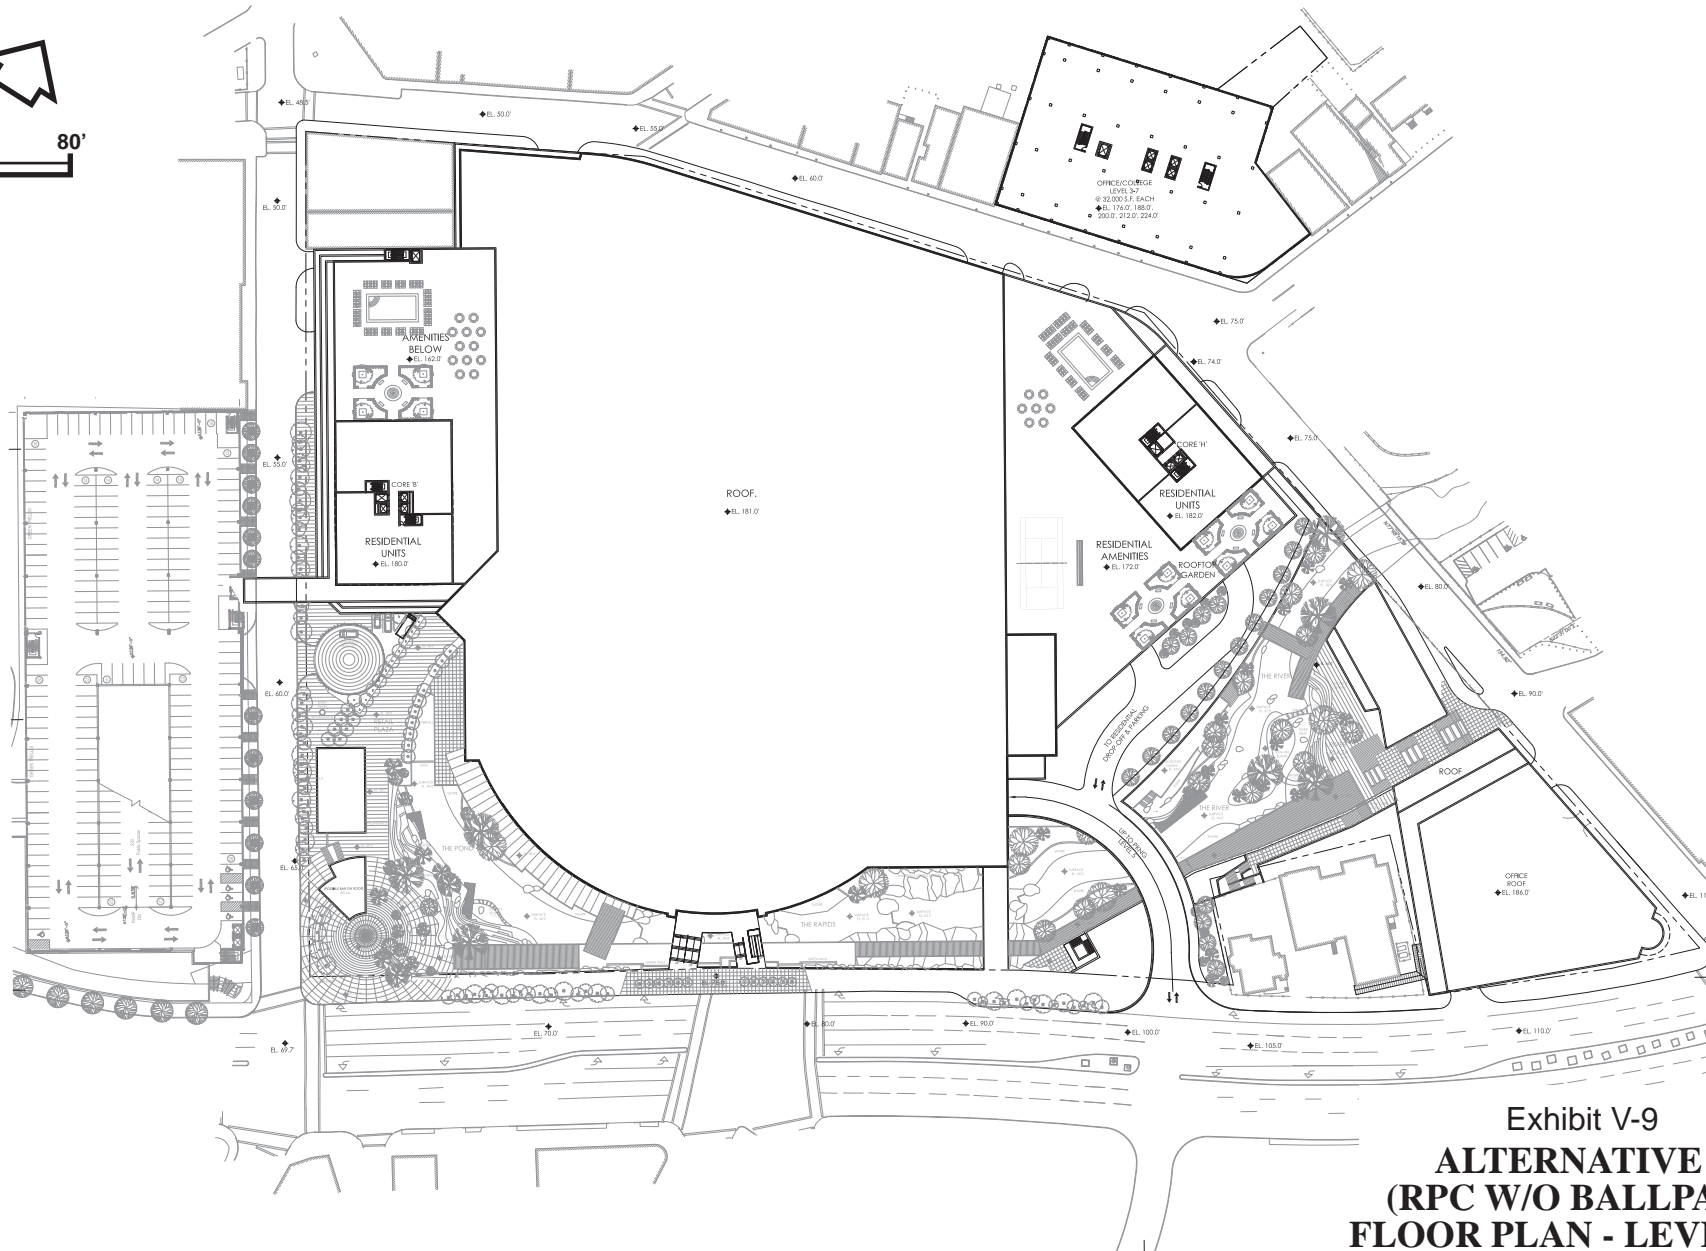 80'
EL. 50.0'
EL. 55.0'
EL. 60.0'
EL. 50.0'
OFFICE/COLLEGE
LEVEL 3-7
@ 32,000 S.F. EACH
EL. 176.0', 188.0',
200.0', 212.0', 224.0'
AMENITIES
BELOW
EL. 162.0'
EL. 75.0'
EL. 74.0'
EL. 75.0'
CORE 'H'
RESIDENTIAL
UNITS
EL. 182.0'
EL. 55.0'
CORE 'B'
RESIDENTIAL
UNITS
EL. 180.0'
ROOF.
EL. 181.0'
RESIDENTIAL
AMENITIES
EL. 172.0'
ROOFTOP
GARDEN
EL. 80.0'
EL. 60.0'
RETAIL
PLAZA
THE RIVER
EL. 90.0'
TO RESIDENTIAL
DROP-OFF & PARKING
ROOF
THE RIVER
UP TO PKNG
LEVEL 5
THE POND
EL. 65.
OFFICE
ROOF
EL. 186.0'
EL. 11
THE RAPIDS
EL. 70.0'
EL. 80.0'
EL. 90.0'
EL. 100.0'
EL. 105.0'
EL. 110.0'
EL. 69.7'
Exhibit V-9
ALTERNATIVE
(RPC W/O BALLPA
FLOOR PLAN - LEV